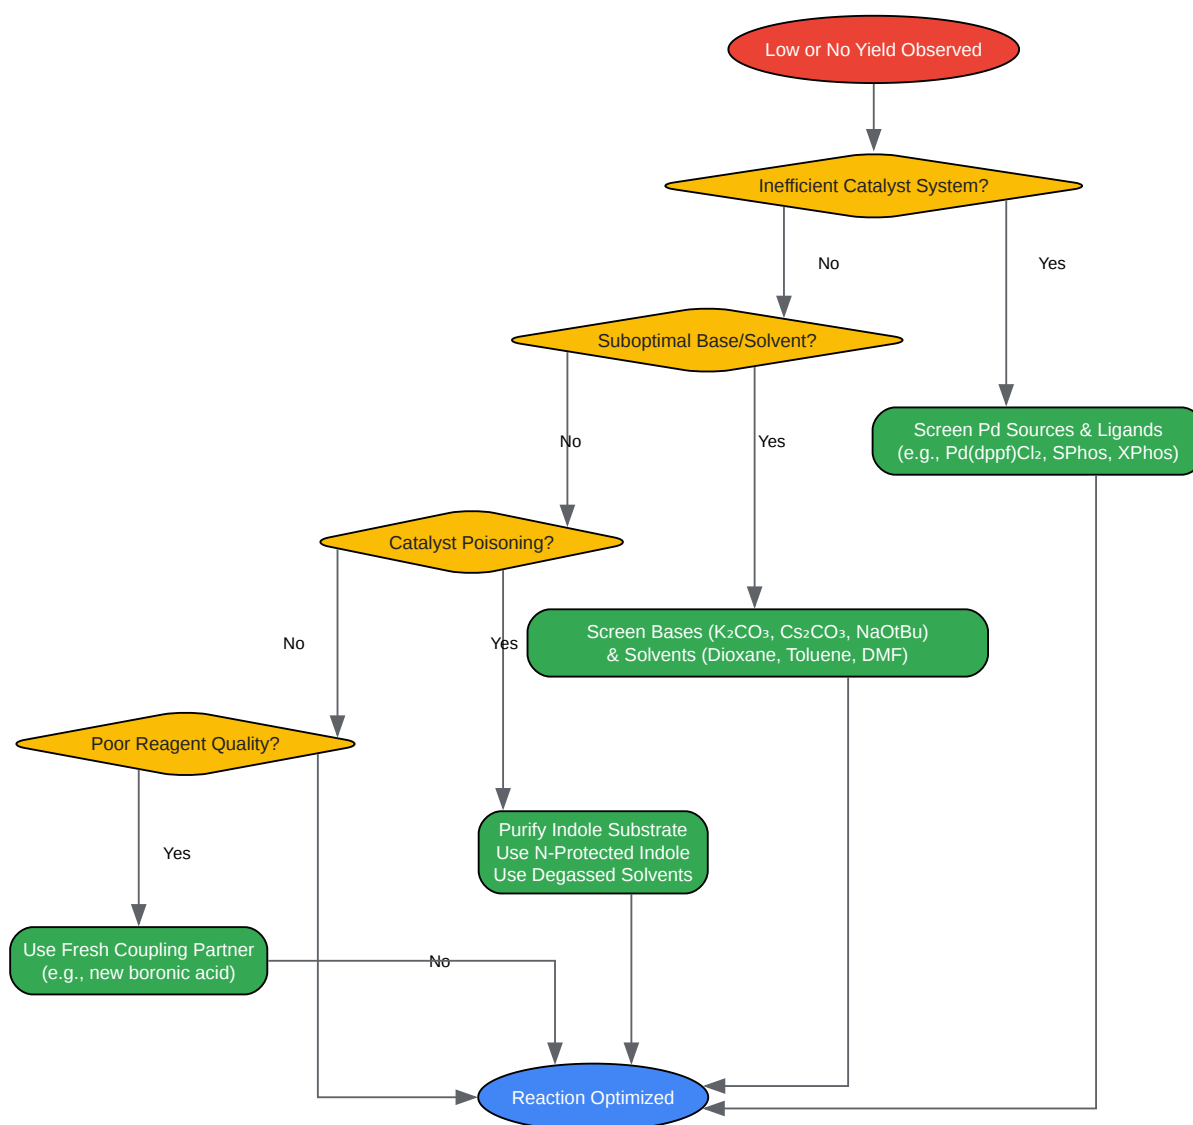 Low or No Yield Observed
Inefficient Catalyst System?
No
Yes
Suboptimal Base/Solvent?
Screen Pd Sources & Ligands
(e.g., Pd(dppf)Cl₂, SPhos, XPhos)
No
Yes
Catalyst Poisoning?
No
Yes
Screen Bases (K₂CO₃, Cs₂CO₃, NaOtBu)
& Solvents (Dioxane, Toluene, DMF)
Poor Reagent Quality?
Yes
Purify Indole Substrate
Use N-Protected Indole
Use Degassed Solvents
Use Fresh Coupling Partner
(e.g., new boronic acid)
No
Reaction Optimized